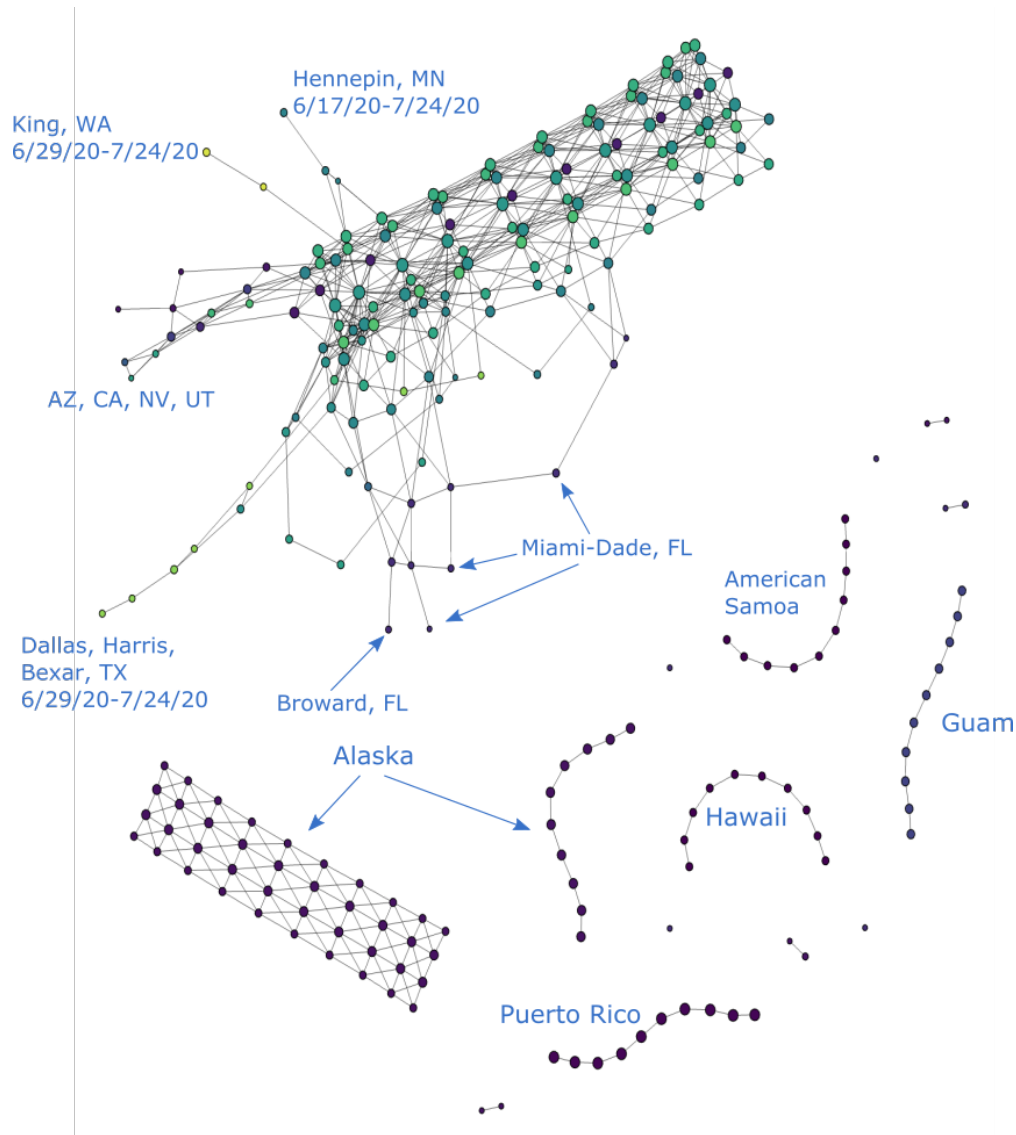 Hennepin, MN
6/17/20-7/24/20
King, WA
6/29/20-7/24/20
AZ, CA, NV, UT
Miami-Dade, FL
American
Samoa
Dallas, Harris,
Bexar, TX
6/29/20-7/24/20
Broward, FL
Guam
Alaska
Hawaii
Puerto Rico